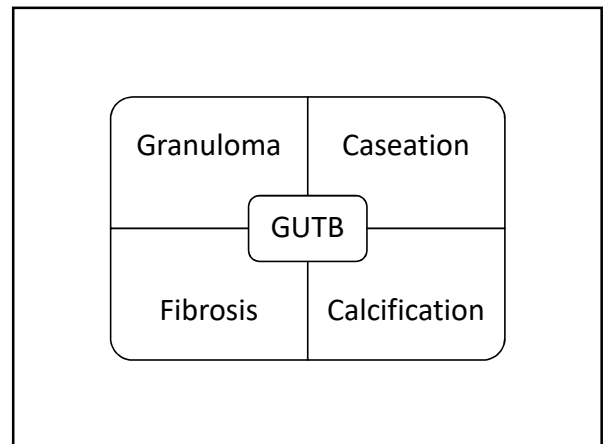 Granuloma
Caseation
GUTB
Fibrosis
Calcification